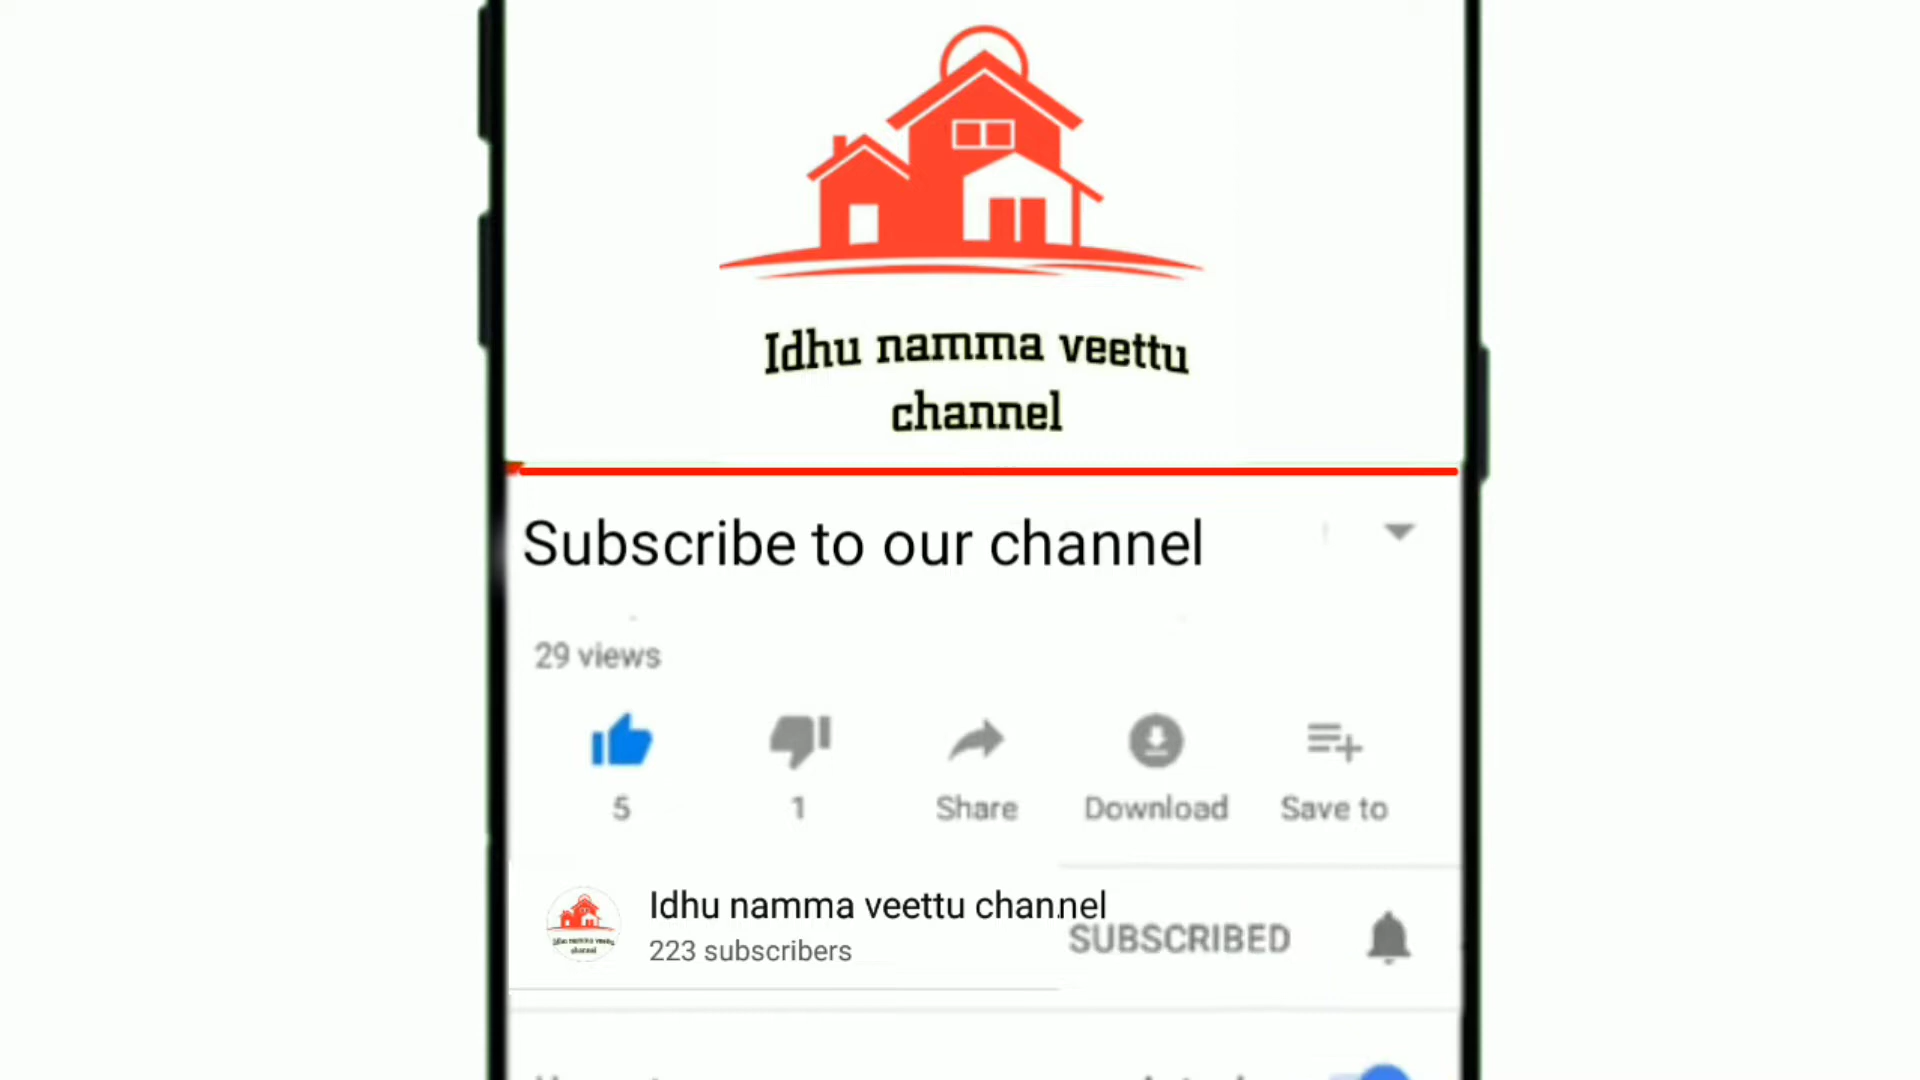 Idhu namma veettu
channel
Subscribe to our channel
29 views
5
1
Share
Download
Save to
Idhu namma veettu channel
223 subscribers
SUBSCRIBED